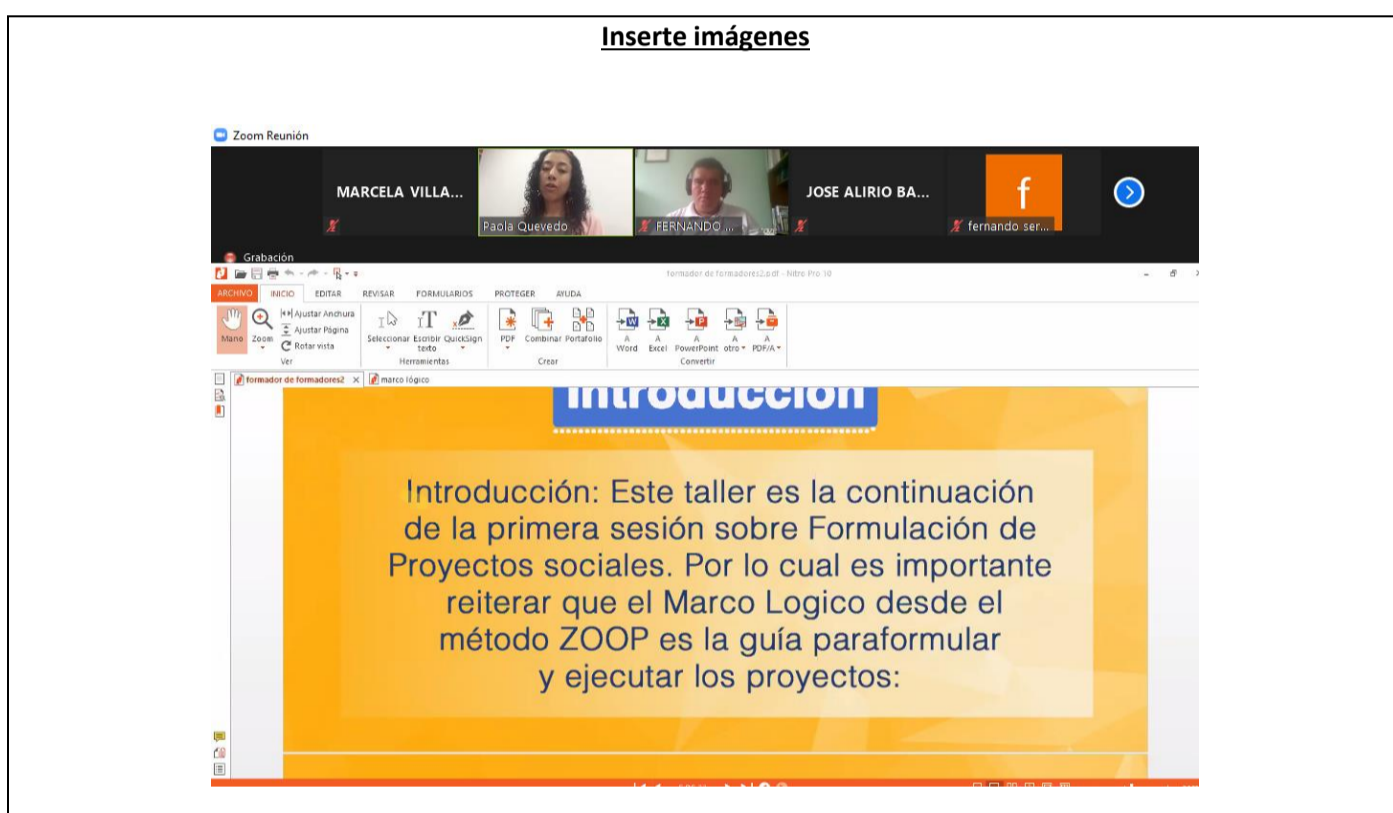 Inserte imágenes
Zoom Reunión
MARCELA VILLA...
Paola Quevedo
FERNANDO ...
JOSE ALIRIO BA...
f
fernando ser...
Grabación
formador de formadores2.pdf - Nitro Pro 10
ARCHIVO INICIO EDITAR REVISAR FORMULARIOS PROTEGER AYUDA
Mano
Zoom
Ajustar Anchura
Ajustar Página
Rotar vista
Ver
Seleccionar
Escribir texto
QuickSign
Herramientas
PDF
Combinar
Portafolio
Crear
A Word
A Excel
A PowerPoint
A otro
A PDF/A
Convertir
formador de formadores2
marco lógico
Introducción
Introducción: Este taller es la continuación
de la primera sesión sobre Formulación de
Proyectos sociales. Por lo cual es importante
reiterar que el Marco Logico desde el
método ZOOP es la guía paraformular
y ejecutar los proyectos: